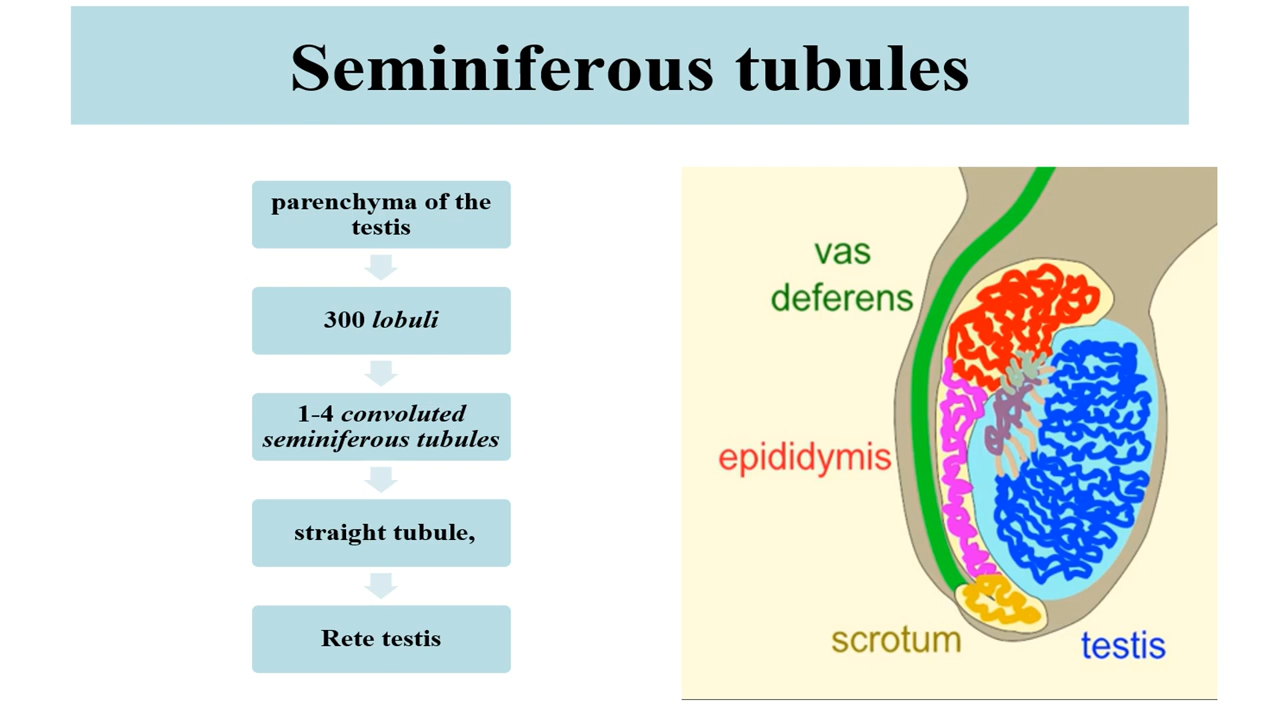 Seminiferous tubules
parenchyma of the
testis
300 lobuli
1-4 convoluted
seminiferous tubules
straight tubule,
Rete testis
vas
deferens
epididymis
scrotum
testis